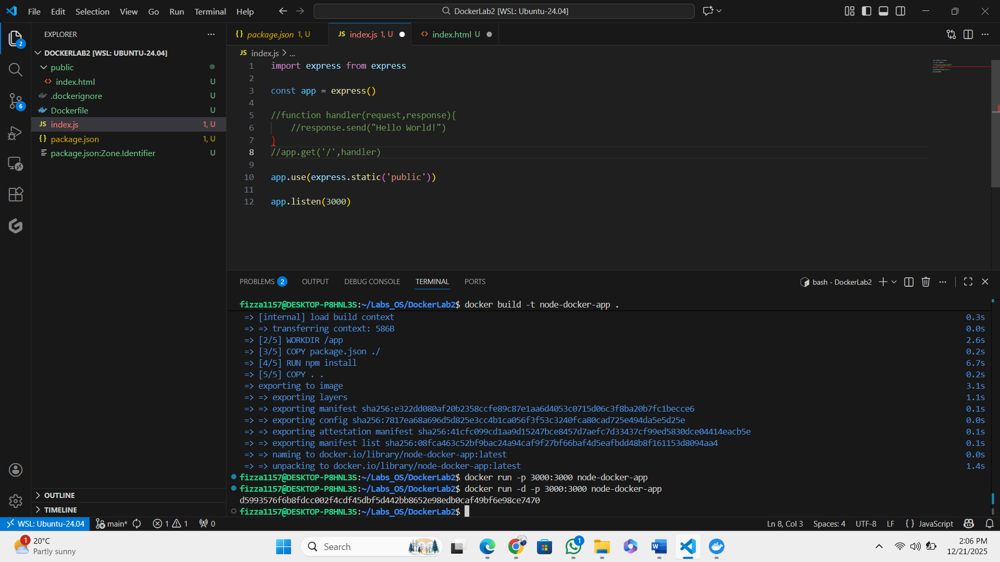 File Edit Selection View Go Run Terminal Help
DockerLab2 [WSL: Ubuntu-24.04]
EXPLORER
DOCKERLAB2 [WSL: UBUNTU-24.04]
public
index.html U
.dockerignore U
Dockerfile U
JS index.js 1, U
{} package.json 1, U
package.json:Zone.Identifier U
OUTLINE
TIMELINE
2
6
{} package.json 1, U
JS index.js 1, U
<> index.html U
JS index.js > ...
1 import express from express
2
3 const app = express()
4
5 //function handler(request,response){
6 //response.send("Hello World!")
7 }
8 //app.get('/',handler)
9
10 app.use(express.static('public'))
11
12 app.listen(3000)
PROBLEMS 2 OUTPUT DEBUG CONSOLE TERMINAL PORTS
bash - DockerLab2
fizza1157@DESKTOP-P8HNL3S:~/Labs_OS/DockerLab2$ docker build -t node-docker-app .
=> [internal] load build context 0.3s
=> => transferring context: 586B 0.0s
=> [2/5] WORKDIR /app 2.6s
=> [3/5] COPY package.json ./ 0.2s
=> [4/5] RUN npm install 6.7s
=> [5/5] COPY . . 0.2s
=> exporting to image 3.1s
=> => exporting layers 1.1s
=> => exporting manifest sha256:e322dd080af20b2358ccfe89c87e1aa6d4053c0715d06c3f8ba20b7fc1becce6 0.1s
=> => exporting config sha256:7817ea68a696d5d825e3cc4b1ca056f3f53c3240fca80cad725e494da5e5d25e 0.0s
=> => exporting attestation manifest sha256:41cfc099cd1aa9d15247bce8457d7aefc7d33437cf99ed5830dce04414eacb5e 0.1s
=> => exporting manifest list sha256:08fca463c52bf9bac24a94caf9f27bf66baf4d5eafbdd48b8f161153d8094aa4 0.1s
=> => naming to docker.io/library/node-docker-app:latest 0.0s
=> => unpacking to docker.io/library/node-docker-app:latest 1.4s
fizza1157@DESKTOP-P8HNL3S:~/Labs_OS/DockerLab2$ docker run -p 3000:3000 node-docker-app
fizza1157@DESKTOP-P8HNL3S:~/Labs_OS/DockerLab2$ docker run -d -p 3000:3000 node-docker-app
d5993576f6b8fdcc002f4cdf45dbf5d442bb8652e98edb0caf49bf6e98ce7470
fizza1157@DESKTOP-P8HNL3S:~/Labs_OS/DockerLab2$
WSL: Ubuntu-24.04 main* 1 1 0
Ln 8, Col 3 Spaces: 4 UTF-8 LF {} JavaScript
1
20°C
Partly sunny
Search
1
2:06 PM
12/21/2025